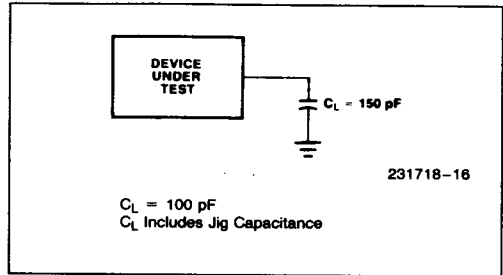 DEVICE
UNDER
TEST
C_L = 150 pF
231718–16
C_L = 100 pF
C_L Includes Jig Capacitance